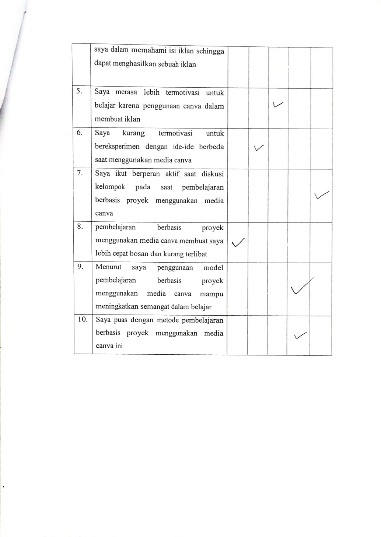 saya dalam memahami isi iklan sehingga
dapat menghasilkan sebuah iklan
5. Saya merasa lebih termotivasi untuk
belajar karena penggunaan canva dalam
membuat iklan
6. Saya kurang termotivasi untuk
bereksperimen dengan ide-ide berbeda
saat menggunakan media canva
7. Saya ikut berperan aktif saat diskusi
kelompok pada saat pembelajaran
berbasis proyek menggunakan media
canva
8. pembelajaran berbasis proyek
menggunakan media canva membuat saya
lebih cepat bosan dan kurang terlibat
9. Menurut saya penggunaan model
pembelajaran berbasis proyek
menggunakan media canva mampu
meningkatkan semangat dalam belajar
10. Saya puas dengan metode pembelajaran
berbasis proyek menggunakan media
canva ini